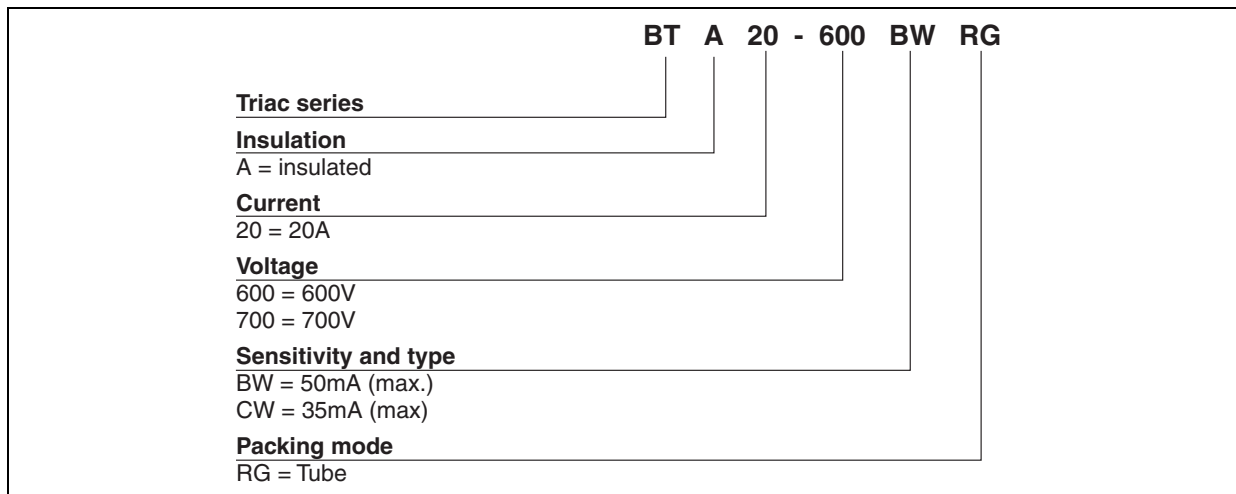 BT A 20 - 600 BW RG
Triac series
Insulation
A = insulated
Current
20 = 20A
Voltage
600 = 600V
700 = 700V
Sensitivity and type
BW = 50mA (max.)
CW = 35mA (max)
Packing mode
RG = Tube